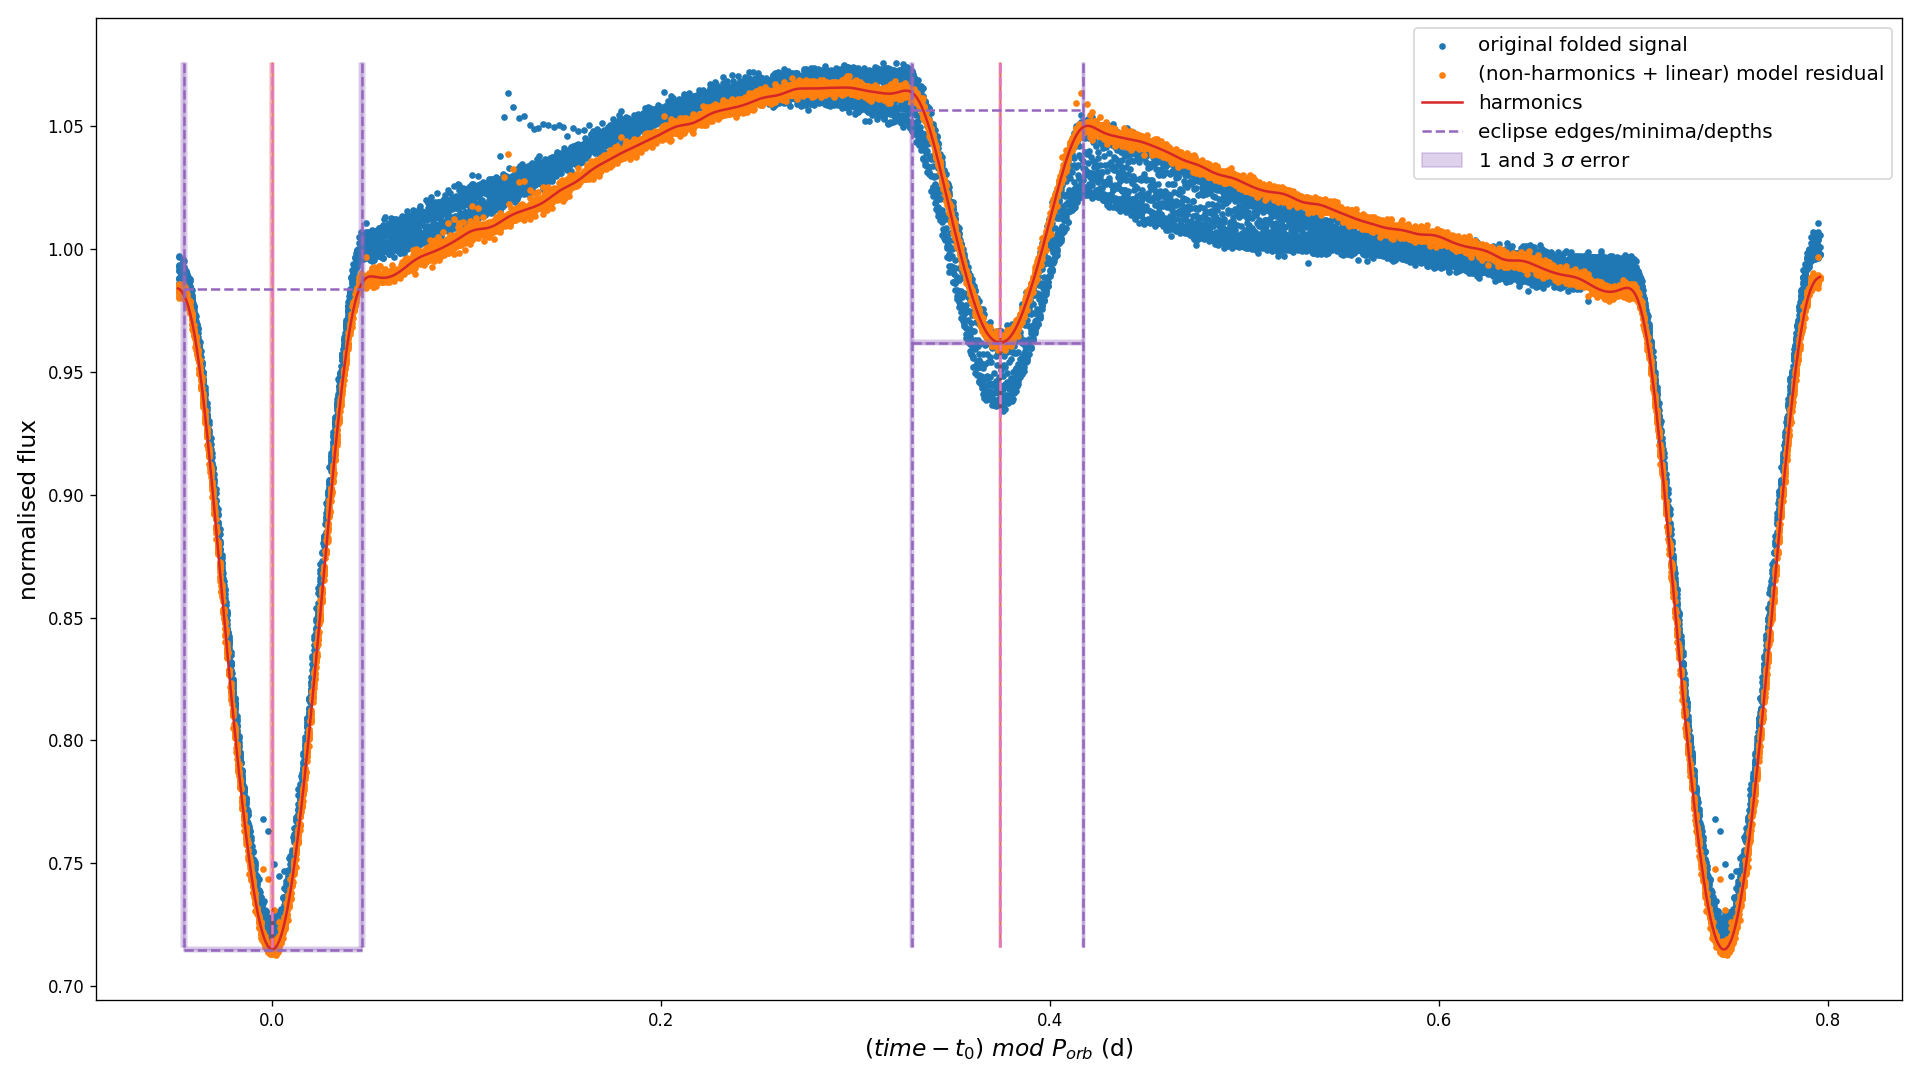 original folded signal
(non-harmonics + linear) model residual
harmonics
eclipse edges/minima/depths
1 and 3 σ error
normalised flux
1.05
1.00
0.95
0.90
0.85
0.80
0.75
0.70
0.0 0.2 0.4 0.6 0.8
(time − t₀) mod Pₒᵣᵦ (d)